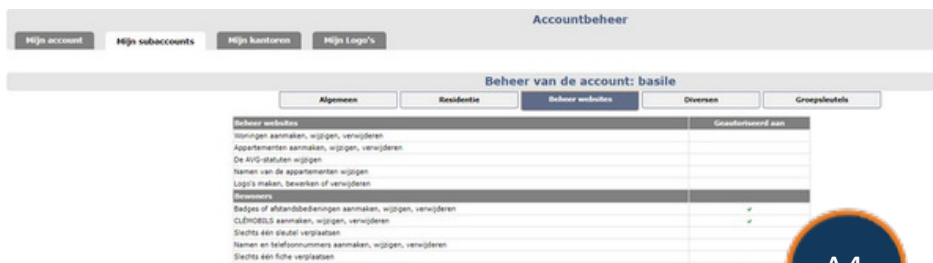 Accountbeheer
Mijn account Mijn subaccounts Mijn kantoren Mijn Logo's
Beheer van de account: basile
Algemeen Residentie Beheer websites Diversen Groepsleutels
Beheer websites Geautoriseerd aan
Woningen aanmaken, wijzigen, verwijderen
Appartementen aanmaken, wijzigen, verwijderen
De AVG-statuten wijzigen
Namen van de appartementen wijzigen
Logo's maken, bewerken of verwijderen
Bewoners
Badges of afstandsbedieningen aanmaken, wijzigen, verwijderen
CLÉMOBILS aanmaken, wijzigen, verwijderen
Slechts één sleutel verplaatsen
Namen en telefoonnummers aanmaken, wijzigen, verwijderen
Slechts één fiche verplaatsen